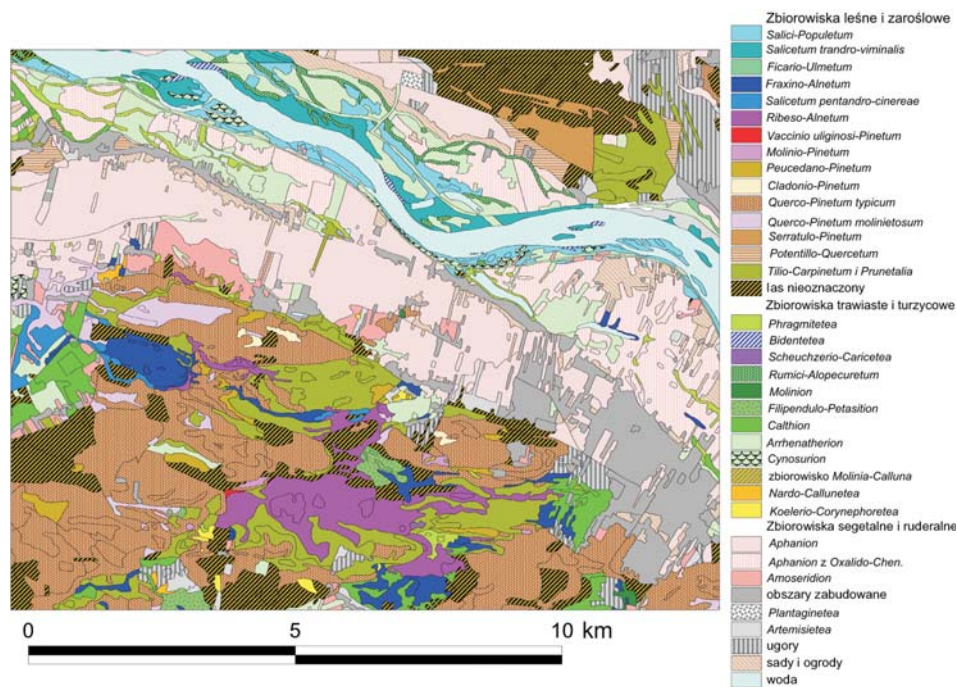 Zbiorowiska leśne i zaroślowe
Salici-Populetum
Salicetum trandro-viminalis
Ficario-Ulmetum
Fraxino-Alnetum
Salicetum pentandro-cinereae
Ribeso-Alnetum
Vaccinio uliginosi-Pinetum
Molinio-Pinetum
Peucedano-Pinetum
Cladonio-Pinetum
Querco-Pinetum typicum
Querco-Pinetum molinietosum
Serratulo-Pinetum
Potentillo-Quercetum
Tilio-Carpinetum i Prunetalia
las nieoznaczony
Zbiorowiska trawiaste i turzycowe
Phragmitetea
Bidentetea
Scheuchzerio-Caricetea
Rumici-Alopecuretum
Molinion
Filipendulo-Petasition
Calthion
Arrhenatherion
Cynosurion
zbiorowisko Molinia-Calluna
Nardo-Callunetea
Koelerio-Corynephoretea
Zbiorowiska segetalne i ruderalne
Aphanion
Aphanion z Oxalido-Chen.
Arnoseridion
obszary zabudowane
Plantaginetea
Artemisietea
ugory
sady i ogrody
woda
0 5 10 km